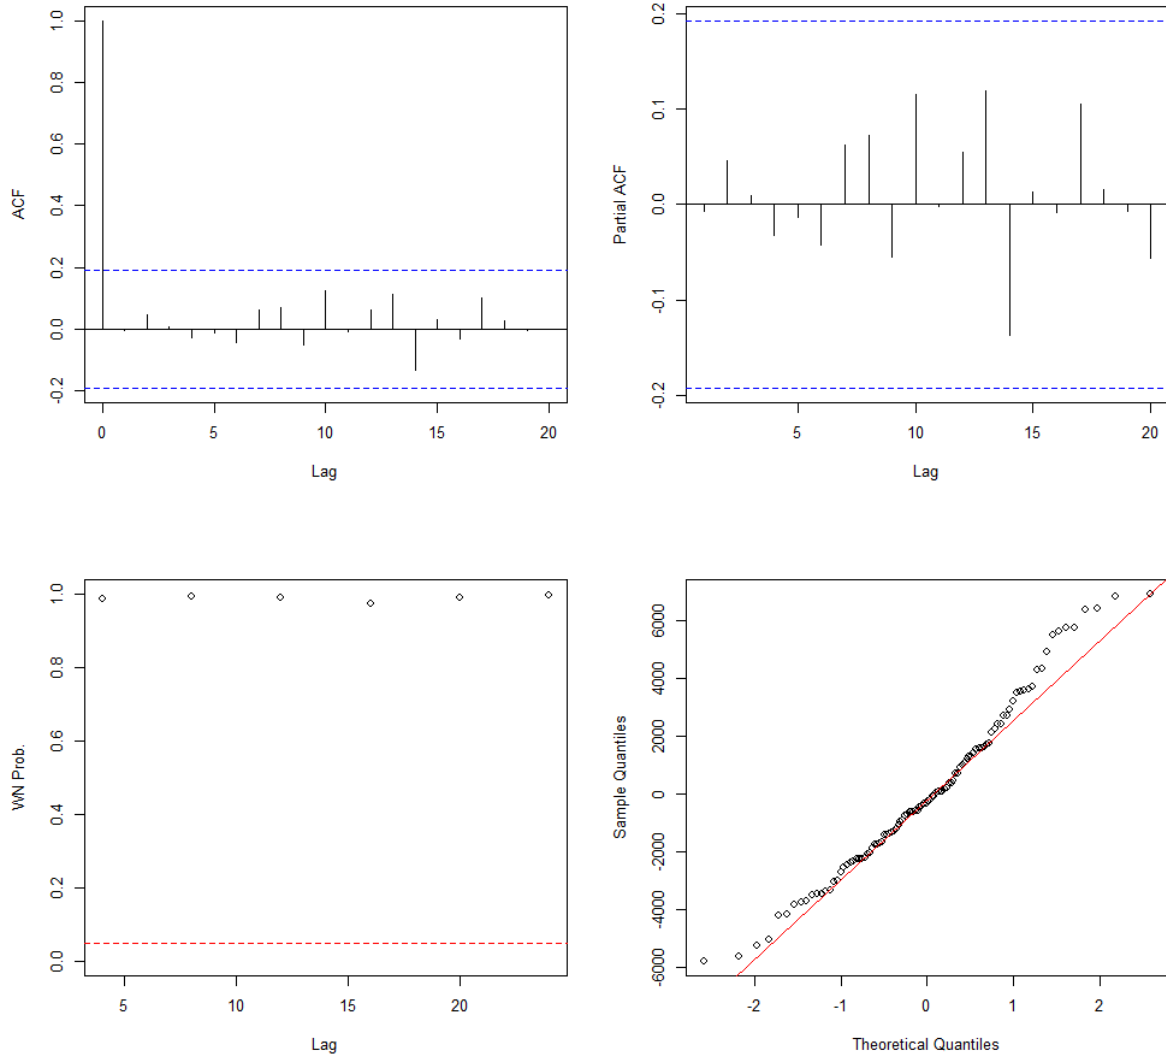 ACF
1.0
0.8
0.6
0.4
0.2
0.0
-0.2
0 5 10 15 20
Lag
Partial ACF
0.2
0.1
0.0
-0.1
-0.2
5 10 15 20
Lag
WN Prob.
1.0
0.8
0.6
0.4
0.2
0.0
5 10 15 20
Lag
Sample Quantiles
6000
4000
2000
0
-2000
-4000
-6000
-2 -1 0 1 2
Theoretical Quantiles